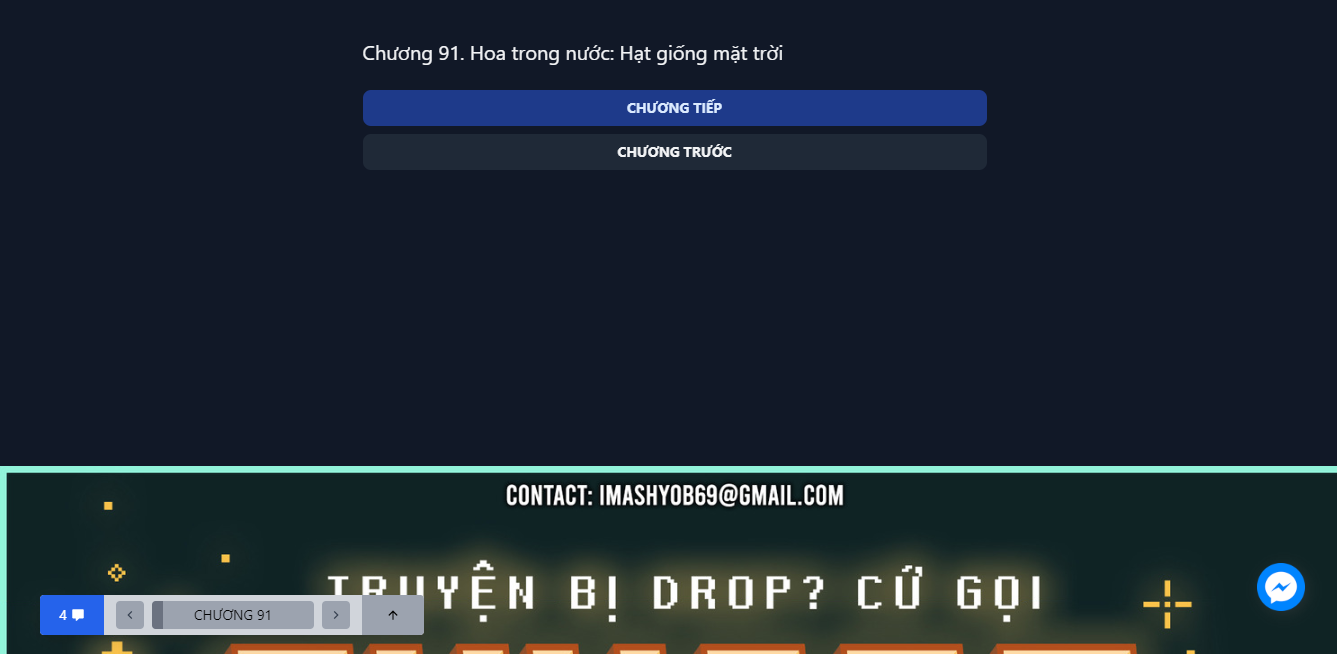 Chương 91. Hoa trong nước: Hạt giống mặt trời
CHƯƠNG TIẾP
CHƯƠNG TRƯỚC
CONTACT: IMASHYOB69@GMAIL.COM
TRUYỆN BỊ DROP? CỨ GỌI
4
CHƯƠNG 91